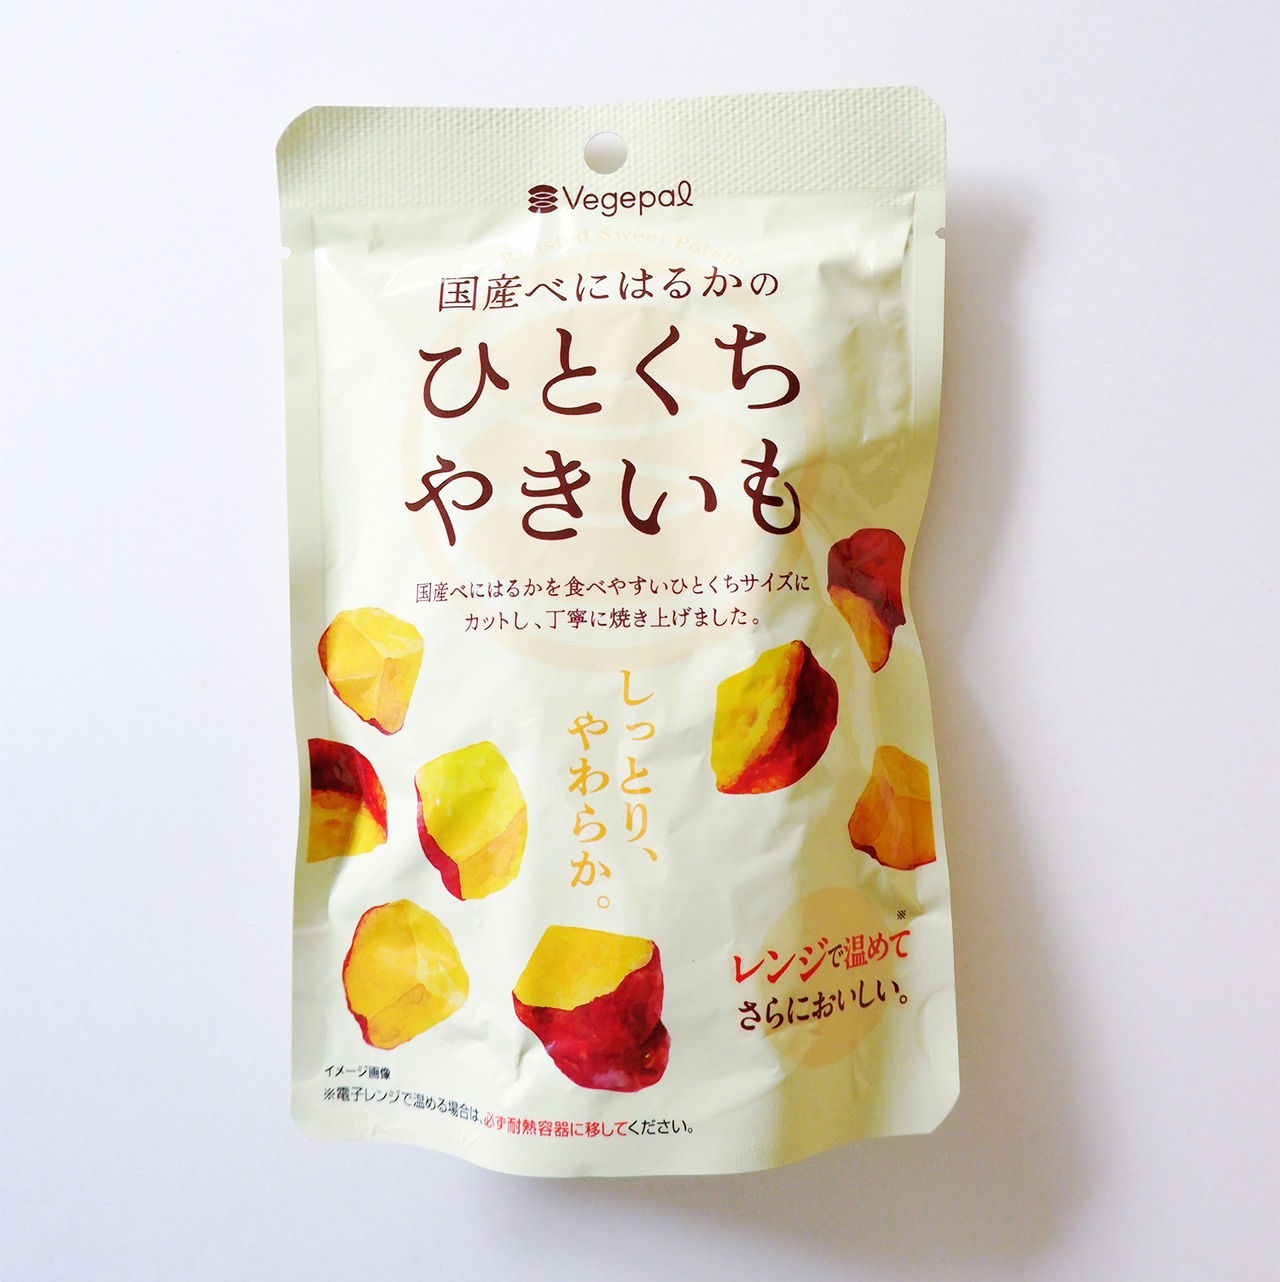 Vegepal
Roasted Sweet Potato
国産べにはるかの
ひとくち
やきいも
国産べにはるかを食べやすいひとくちサイズに
カットし、丁寧に焼き上げました。
しっとり、
やわらか。
※
レンジで温めて
さらにおいしい。
イメージ画像
※電子レンジで温める場合は、必ず耐熱容器に移してください。